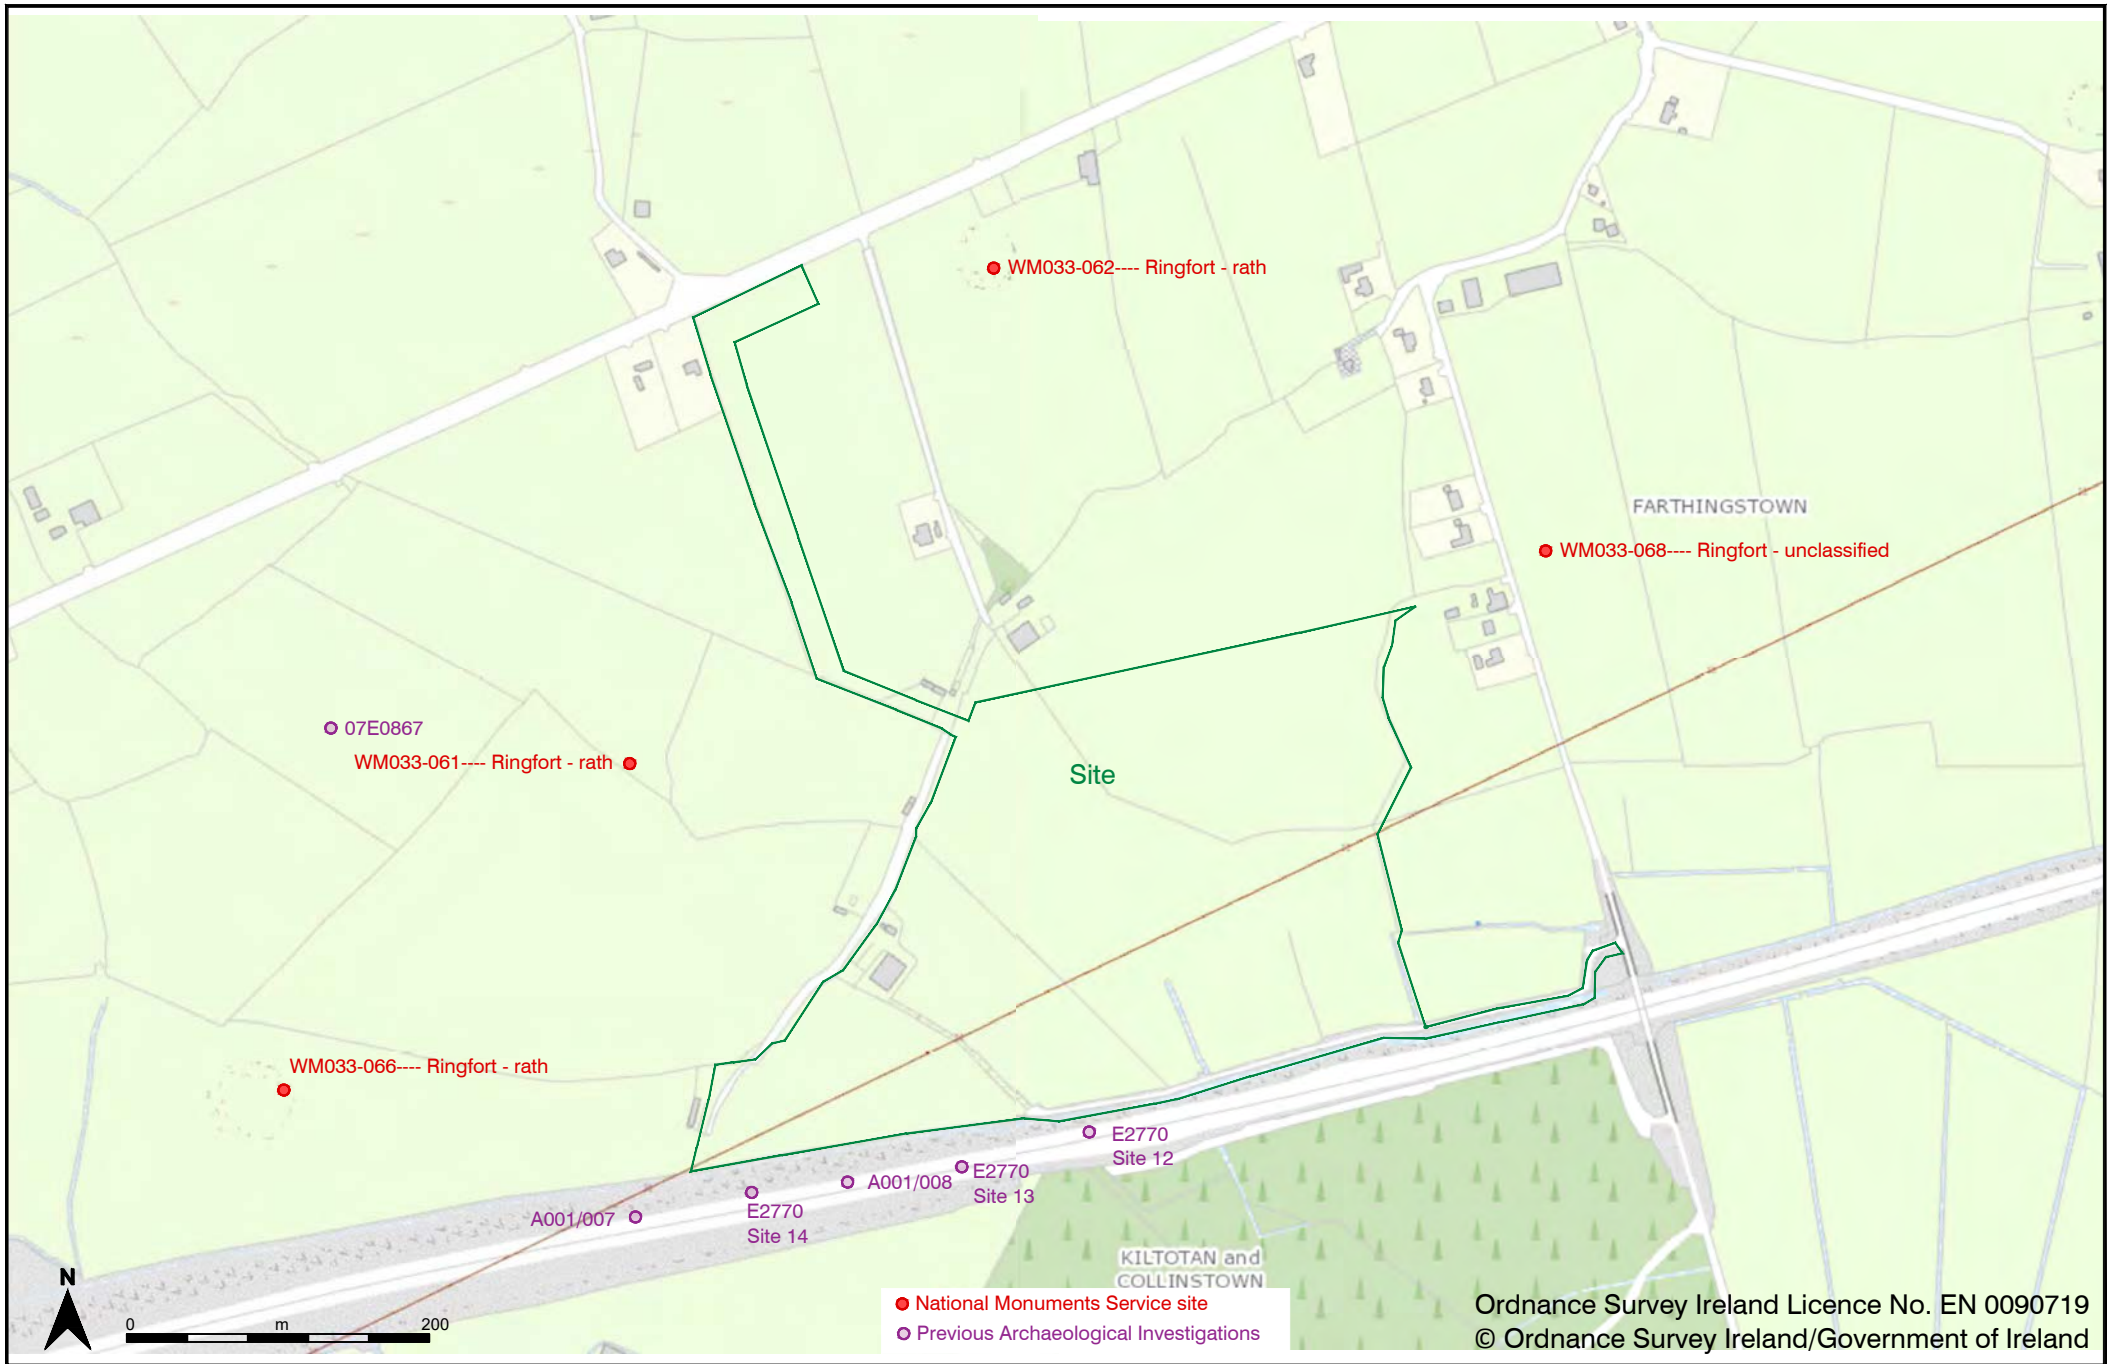 WM033-062---- Ringfort - rath
FARTHINGSTOWN
WM033-068---- Ringfort - unclassified
07E0867
WM033-061---- Ringfort - rath
Site
WM033-066---- Ringfort - rath
E2770
Site 12
E2770
Site 13
A001/008
E2770
Site 14
A001/007
KILTOTAN and
COLLINSTOWN
N
0 m 200
National Monuments Service site
Previous Archaeological Investigations
Ordnance Survey Ireland Licence No. EN 0090719
© Ordnance Survey Ireland/Government of Ireland